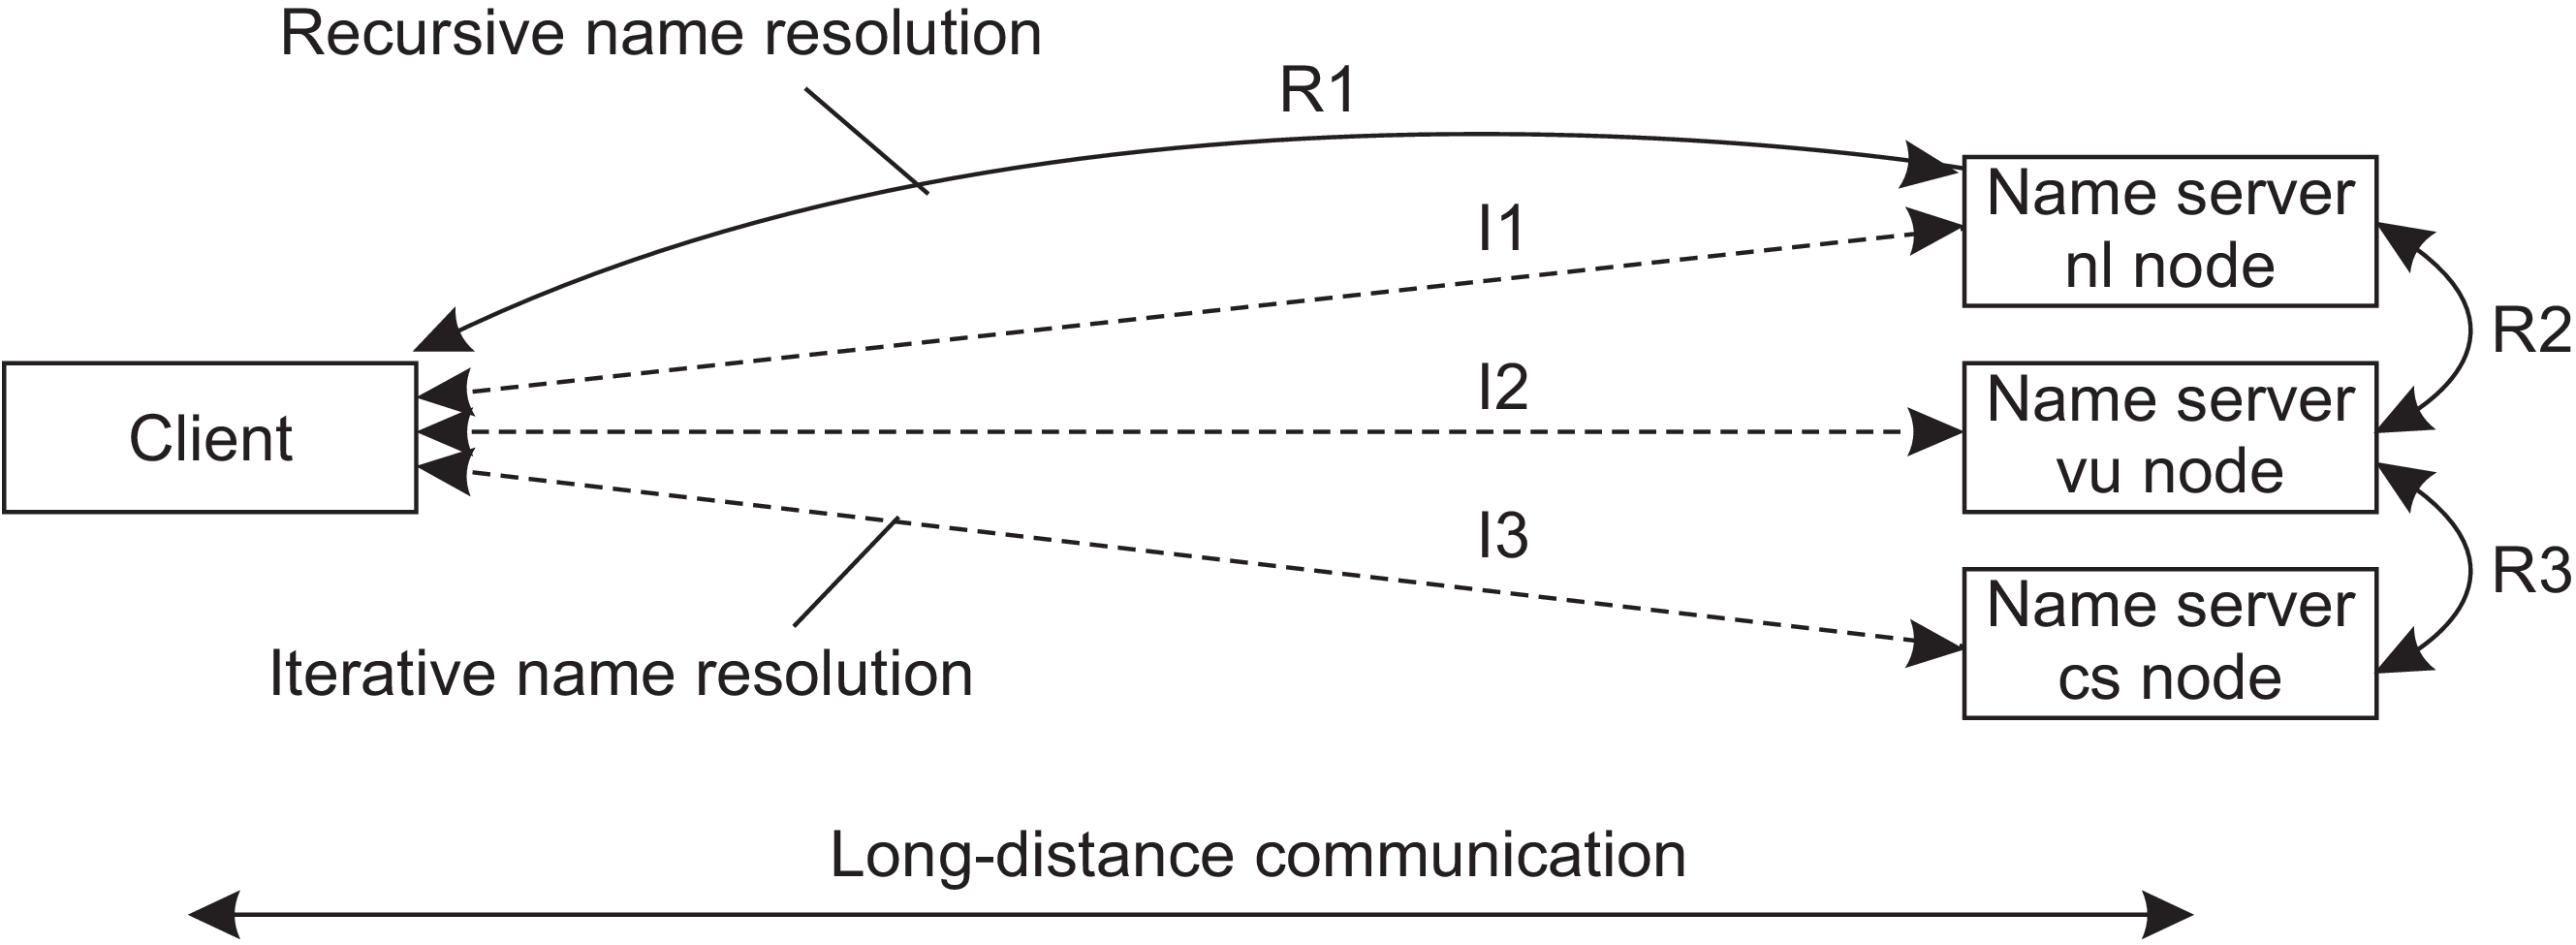 Recursive name resolution
R1
Name server
nl node
I1
R2
I2
Client
Name server
vu node
I3
R3
Name server
cs node
Iterative name resolution
Long-distance communication